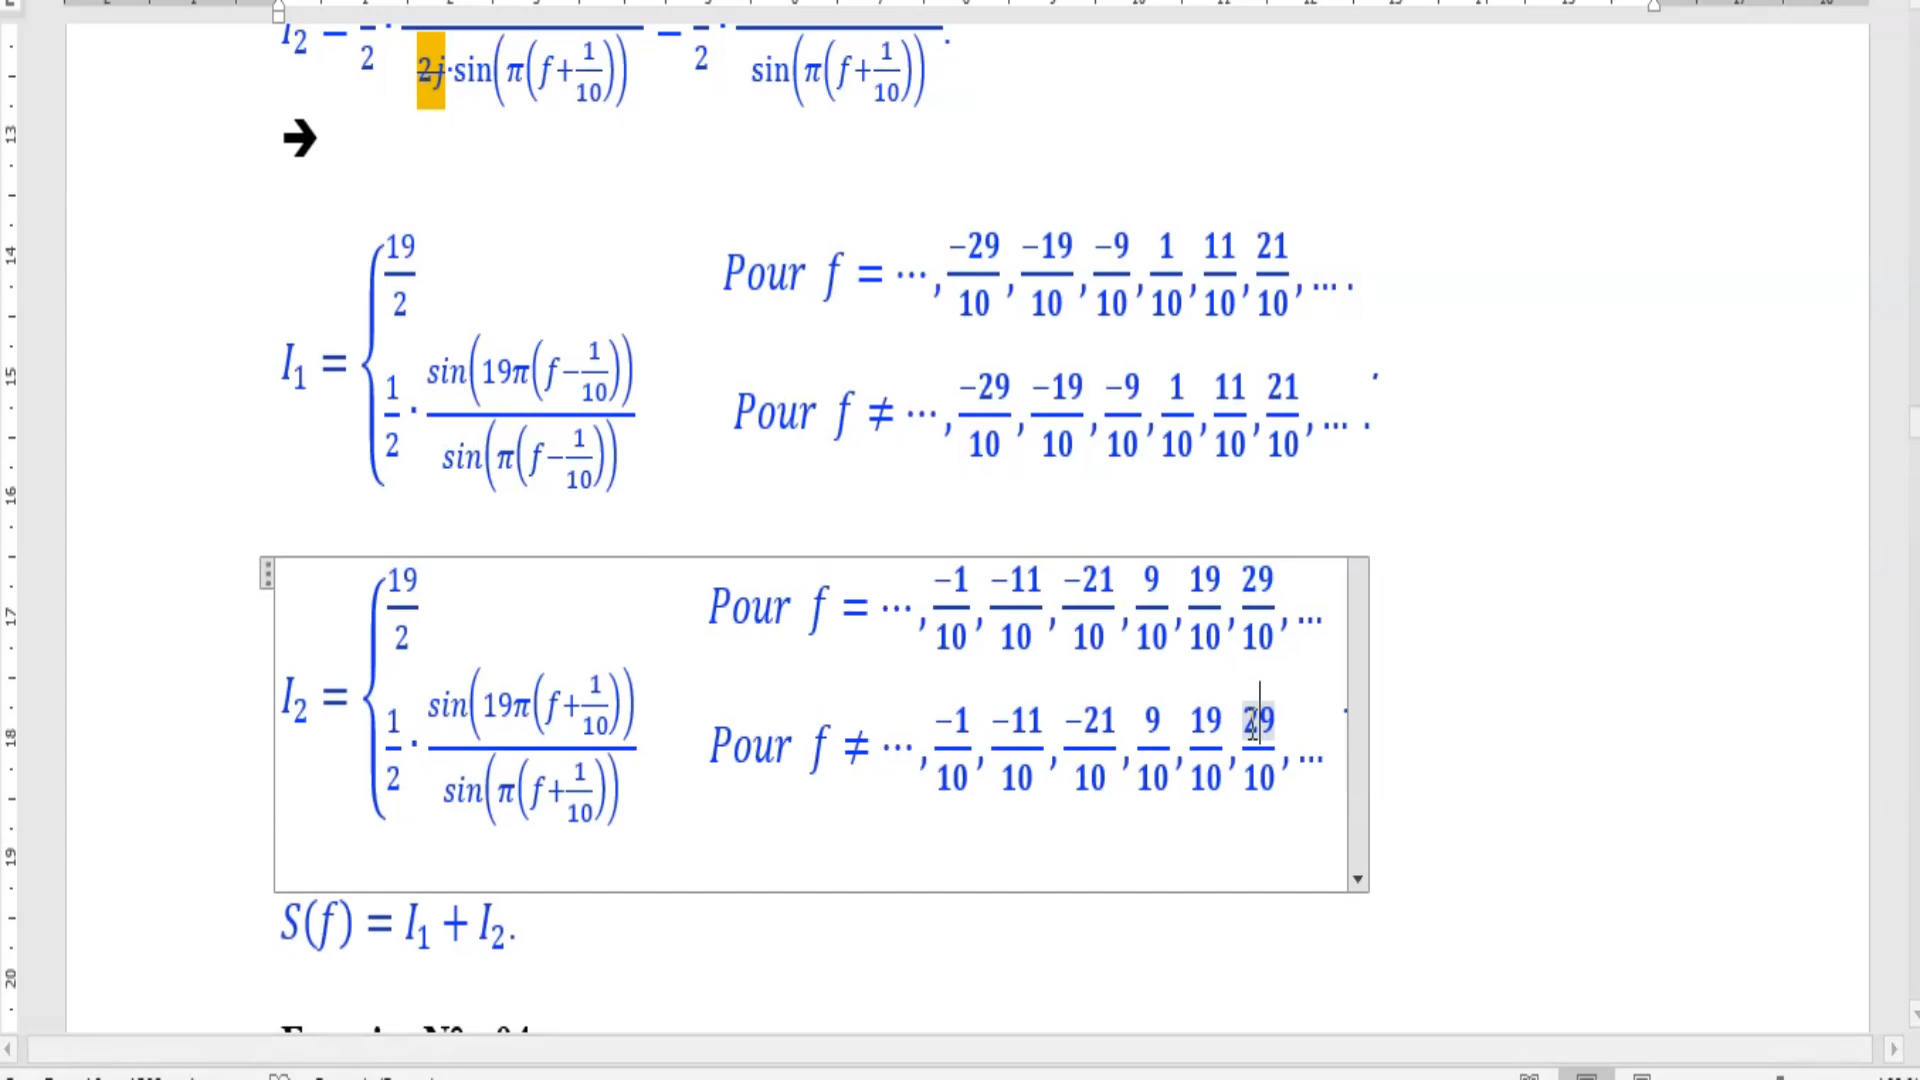 I₂ − 1/2 · /(2j·sin(π(f+1/10))) − 1/2 · /(sin(π(f+1/10))).
➔
I₁ = { 19/2 Pour f = ⋯, −29/10, −19/10, −9/10, 1/10, 11/10, 21/10, … .
1/2 · sin(19π(f−1/10))/sin(π(f−1/10)) Pour f ≠ ⋯, −29/10, −19/10, −9/10, 1/10, 11/10, 21/10, … . .
I₂ = { 19/2 Pour f = ⋯, −1/10, −11/10, −21/10, 9/10, 19/10, 29/10, …
1/2 · sin(19π(f+1/10))/sin(π(f+1/10)) Pour f ≠ ⋯, −1/10, −11/10, −21/10, 9/10, 19/10, 29/10, … .
S(f) = I₁ + I₂.